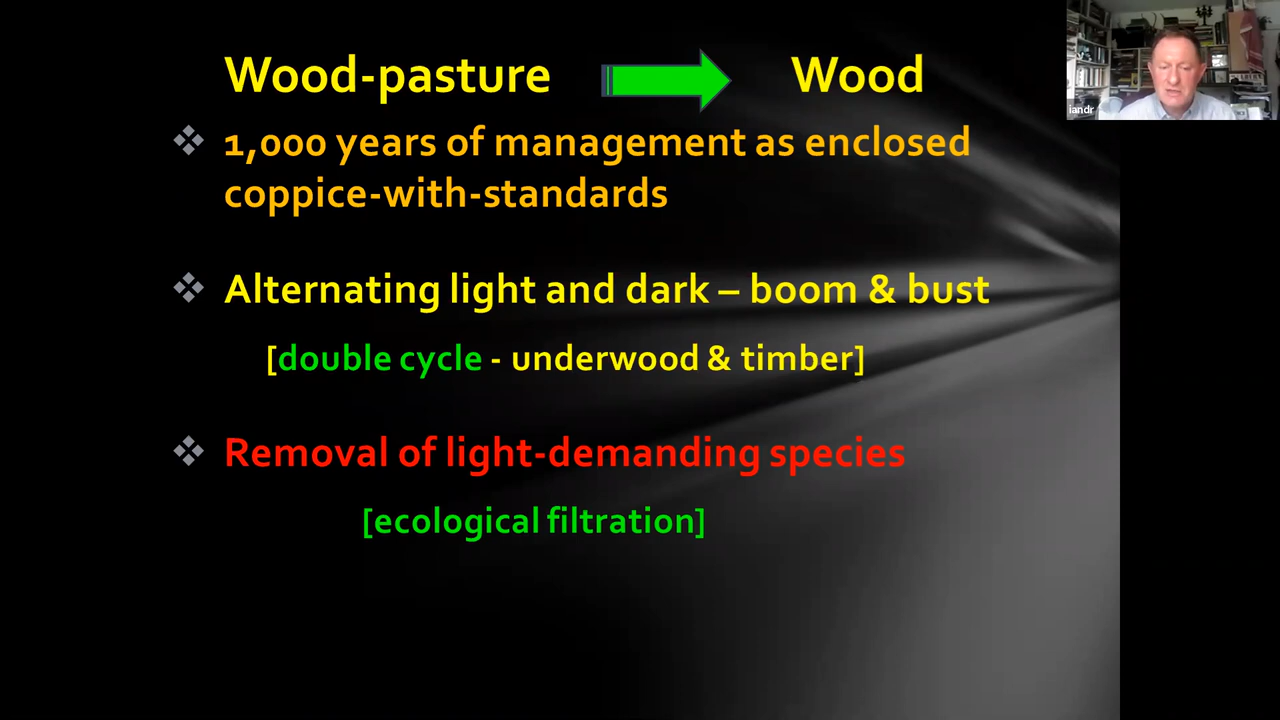 Wood-pasture Wood
iandr
1,000 years of management as enclosed
coppice-with-standards
Alternating light and dark – boom & bust
[double cycle - underwood & timber]
Removal of light-demanding species
[ecological filtration]